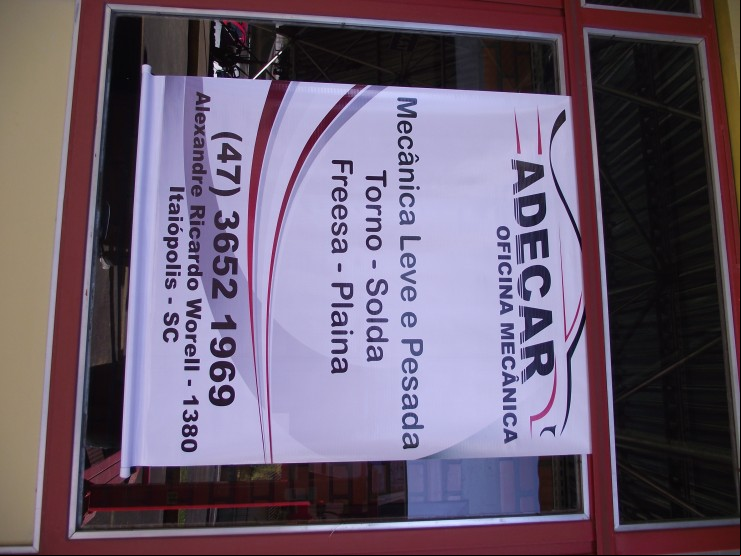 ADECAR
OFICINA MECÂNICA
Mecânica Leve e Pesada
Torno - Solda
Freesa - Plaina
(47) 3652 1969
Alexandre Ricardo Worell - 1380
Itaiópolis - SC